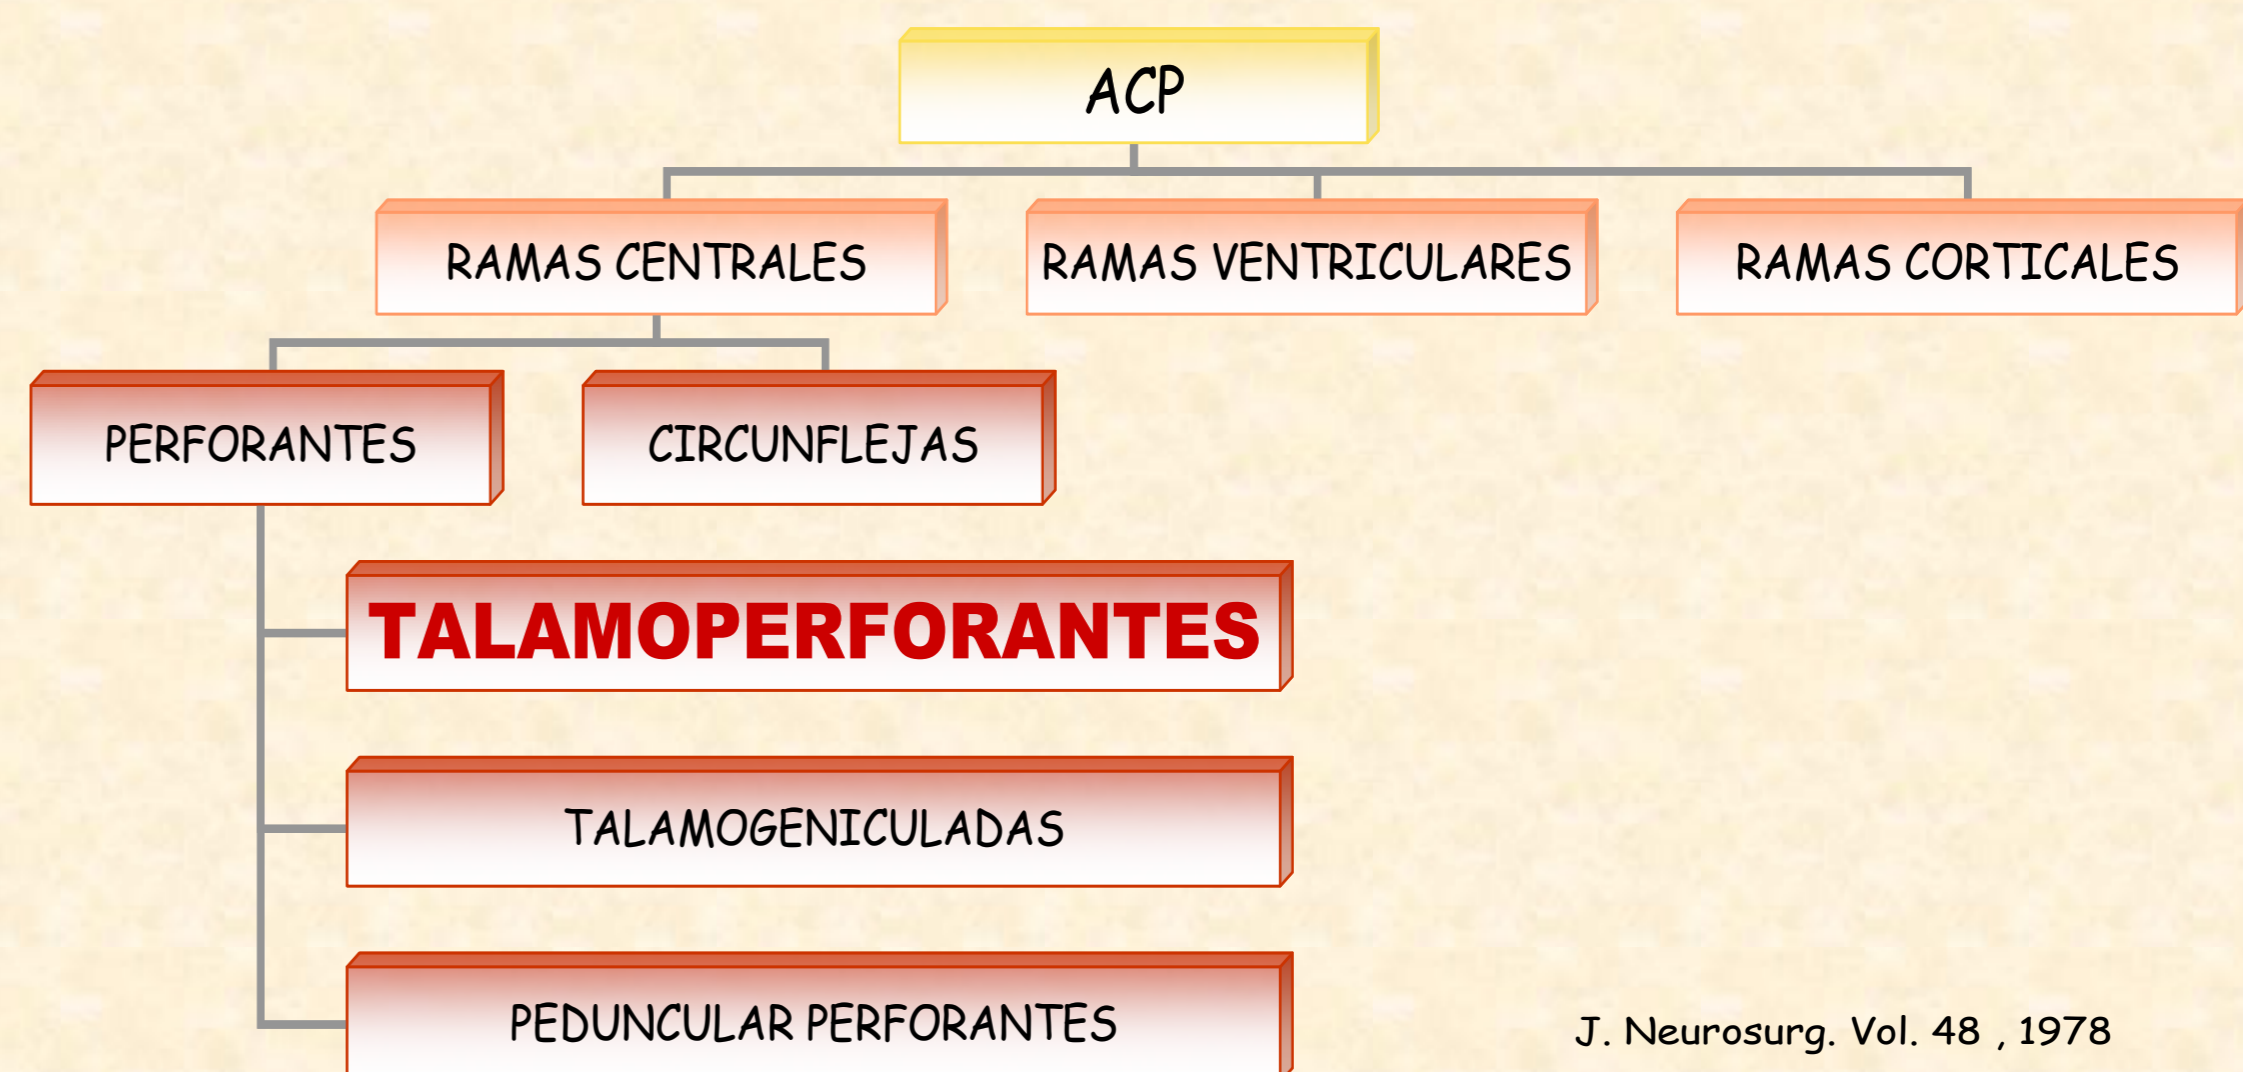 ACP
RAMAS CENTRALES
RAMAS VENTRICULARES
RAMAS CORTICALES
PERFORANTES
CIRCUNFLEJAS
TALAMOPERFORANTES
TALAMOGENICULADAS
PEDUNCULAR PERFORANTES
J. Neurosurg. Vol. 48 , 1978